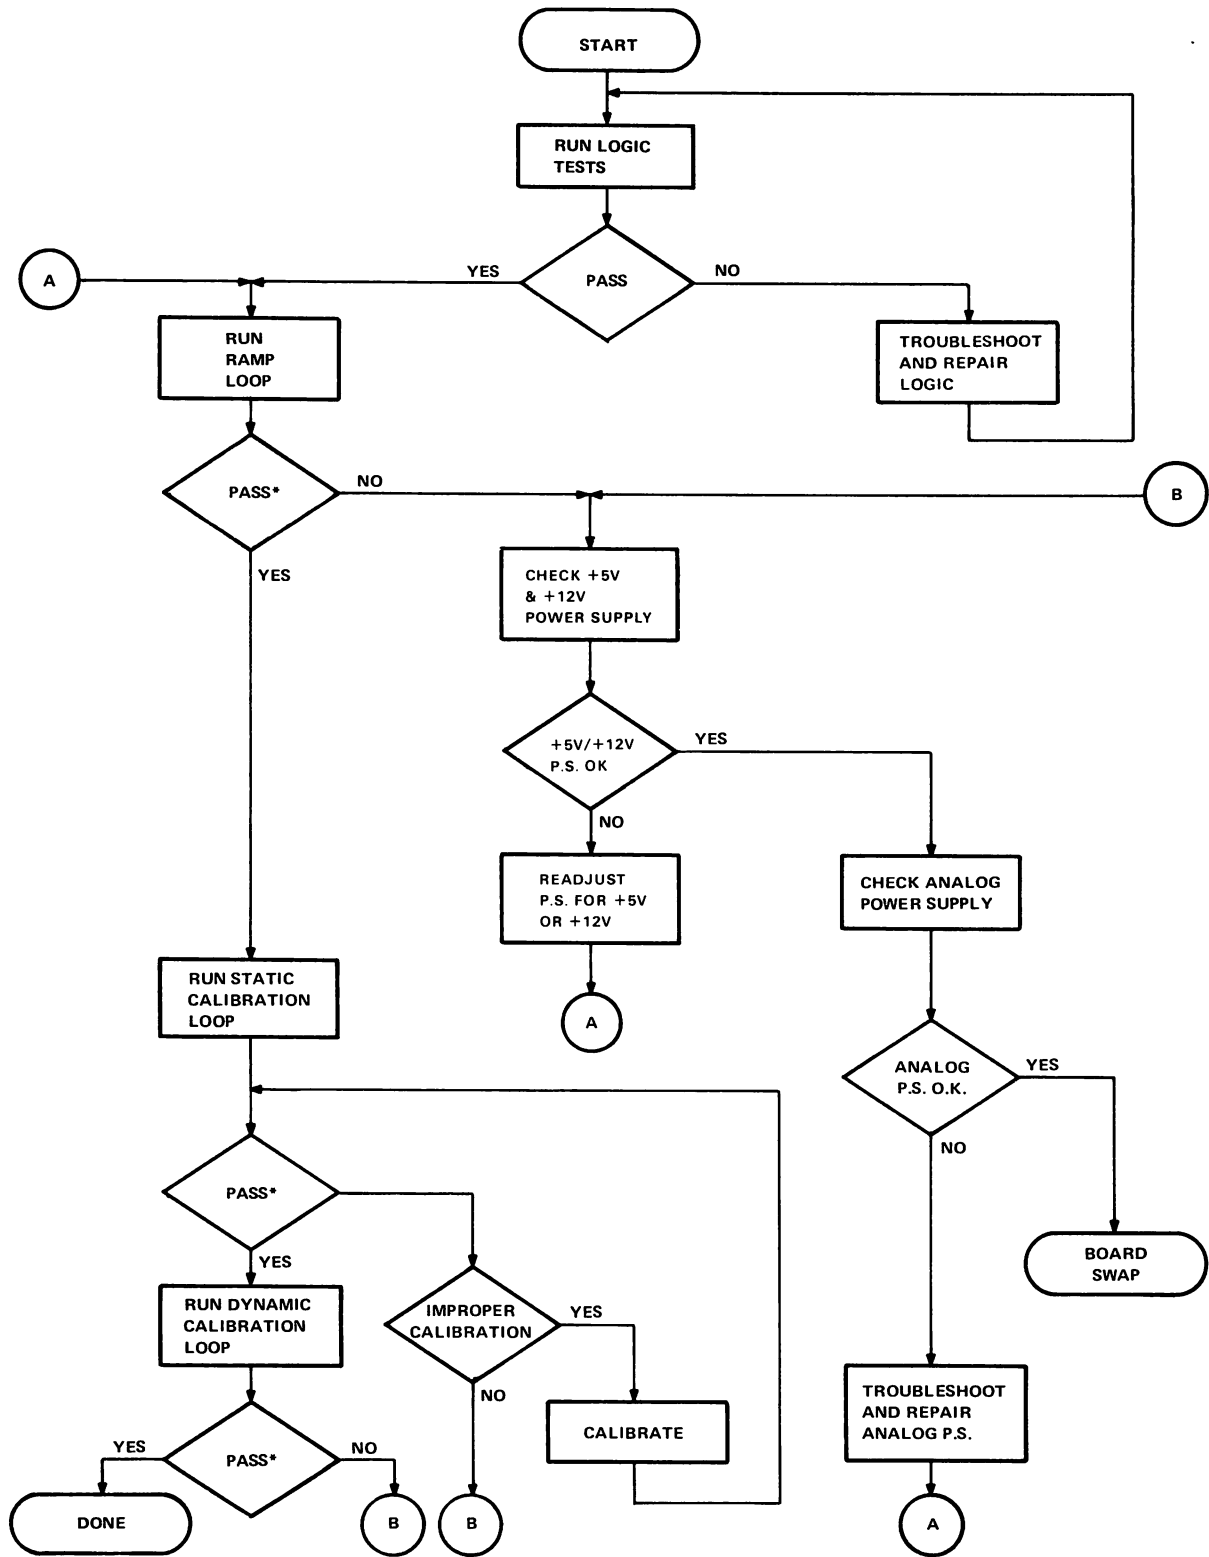 START
RUN LOGIC
TESTS
PASS
YES
NO
A
RUN
RAMP
LOOP
TROUBLESHOOT
AND REPAIR
LOGIC
PASS*
NO
YES
B
CHECK +5V
& +12V
POWER SUPPLY
+5V/+12V
P.S. OK
YES
NO
READJUST
P.S. FOR +5V
OR +12V
A
CHECK ANALOG
POWER SUPPLY
RUN STATIC
CALIBRATION
LOOP
ANALOG
P.S. O.K.
YES
NO
BOARD
SWAP
PASS*
YES
RUN DYNAMIC
CALIBRATION
LOOP
IMPROPER
CALIBRATION
YES
NO
CALIBRATE
TROUBLESHOOT
AND REPAIR
ANALOG P.S.
PASS*
YES
NO
DONE
B
B
A